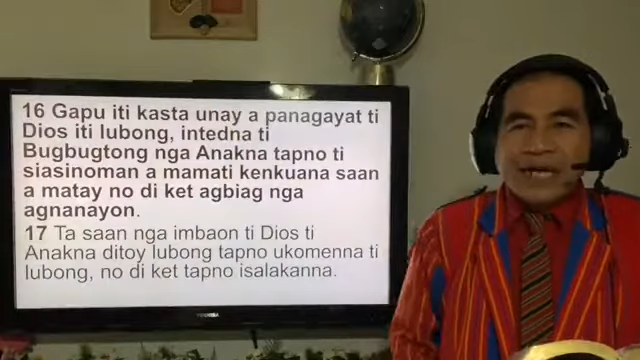 16 Gapu iti kasta unay a panagayat ti
Dios iti lubong, intedna ti
Bugbugtong nga Anakna tapno ti
siasinoman a mamati kenkuana saan
a matay no di ket agbiag nga
agnanayon.
17 Ta saan nga imbaon ti Dios ti
Anakna ditoy lubong tapno ukomenna ti
lubong, no di ket tapno isalakanna.
TOSHIBA